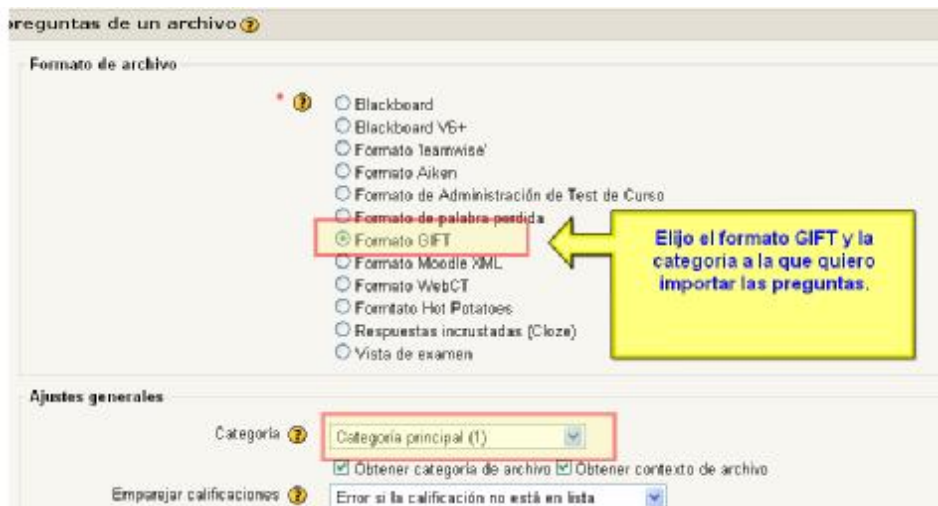 preguntas de un archivo
Formato de archivo
* Blackboard
Blackboard V6+
Formato 'learnwise'
Formato Aiken
Formato de Administración de Test de Curso
Formato de palabra perdida
Formato GIFT
Formato Moodle XML
Formato WebCT
Formtato Hot Potatoes
Respuestas incrustadas (Cloze)
Vista de examen
Elijo el formato GIFT y la
categoría a la que quiero
importar las preguntas.
Ajustes generales
Categoría Categoría principal (1)
Obtener categoría de archivo Obtener contexto de archivo
Emparejar calificaciones Error si la calificación no está en lista